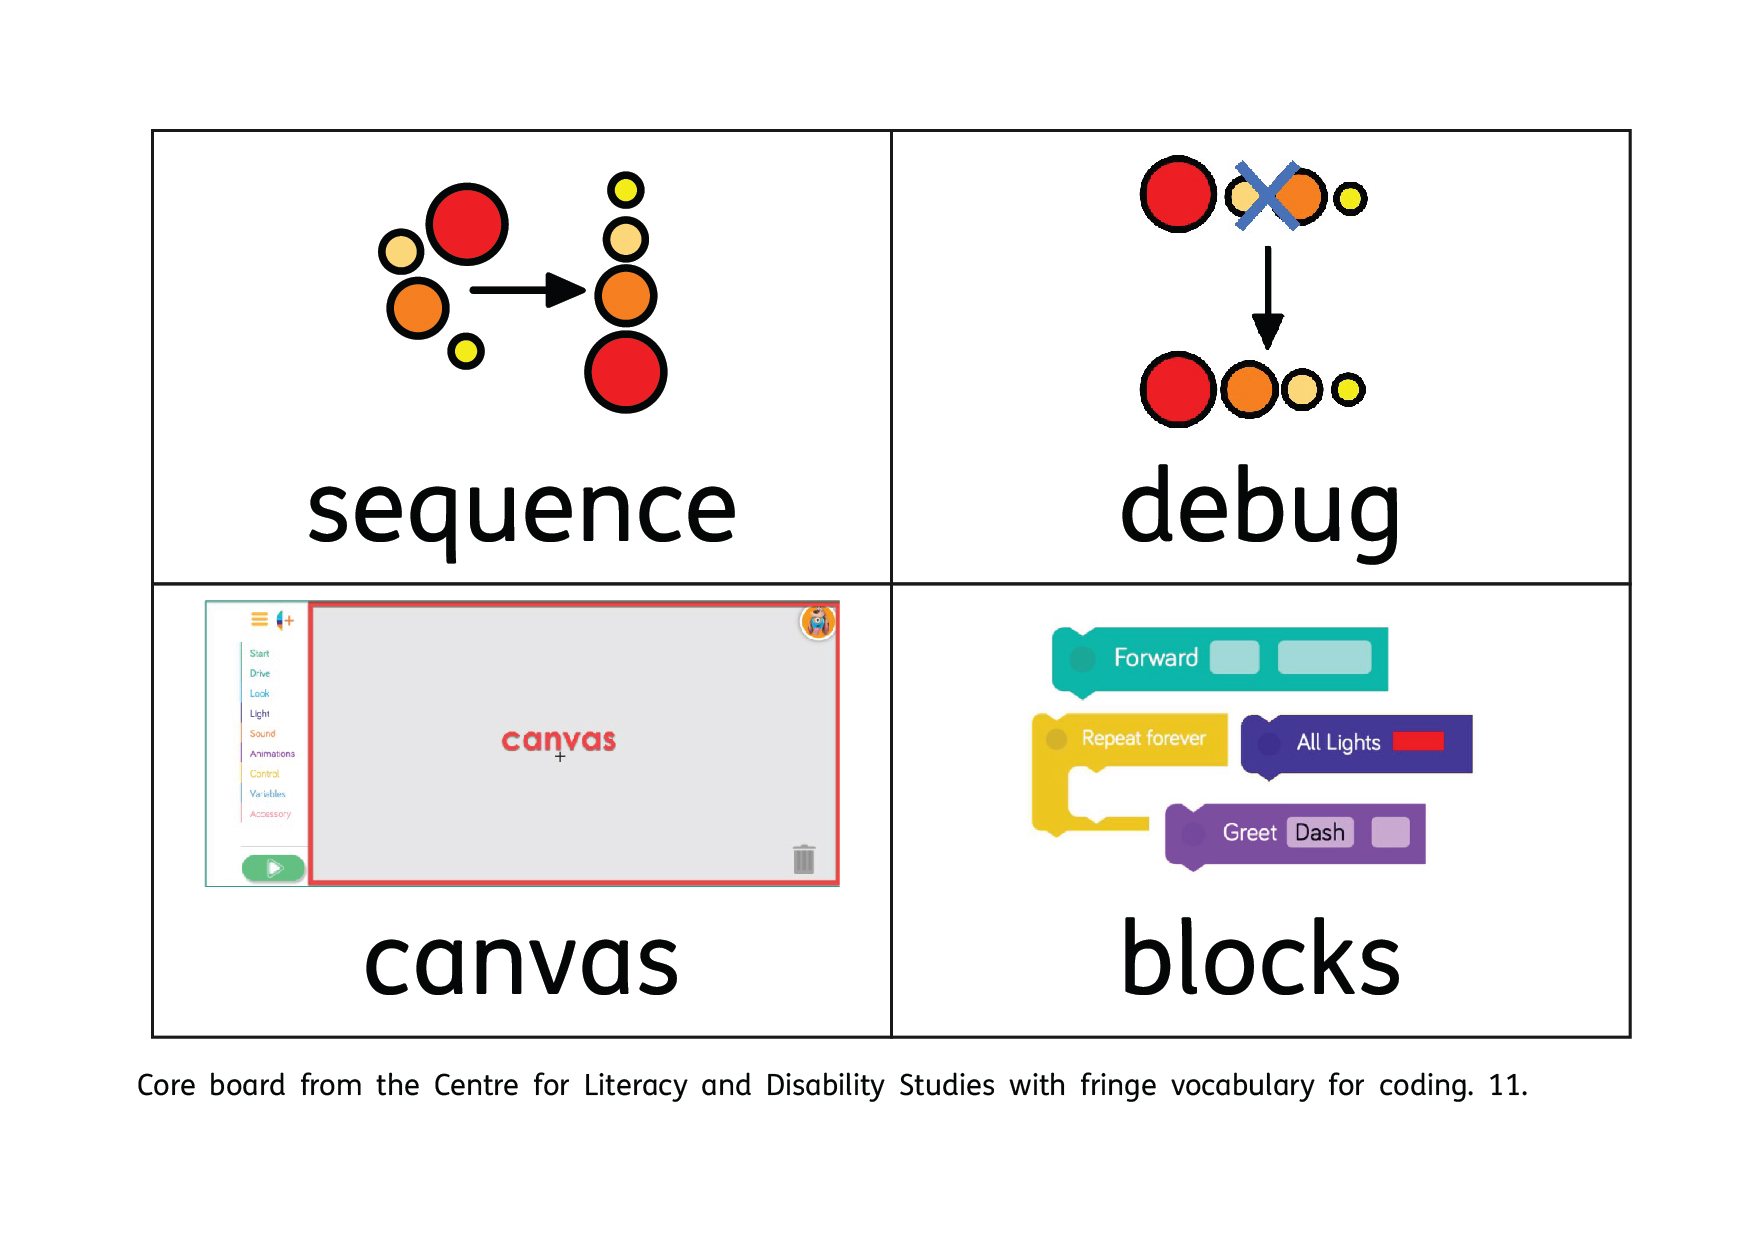 sequence
debug
Start
Drive
Look
Light
Sound
Animations
Control
Variables
Accessory
canvas
canvas
Forward
Repeat forever
All Lights
Greet Dash
blocks
Core board from the Centre for Literacy and Disability Studies with fringe vocabulary for coding. 11.